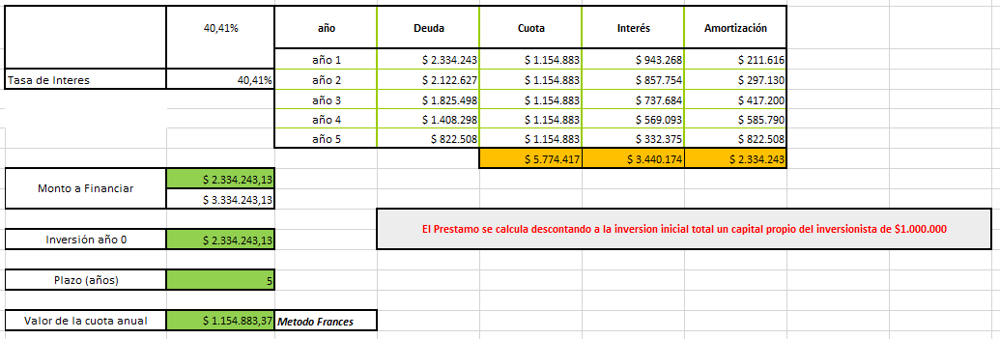 40,41% año Deuda Cuota Interés Amortización
año 1 $ 2.334.243 $ 1.154.883 $ 943.268 $ 211.616
Tasa de Interes 40,41% año 2 $ 2.122.627 $ 1.154.883 $ 857.754 $ 297.130
año 3 $ 1.825.498 $ 1.154.883 $ 737.684 $ 417.200
año 4 $ 1.408.298 $ 1.154.883 $ 569.093 $ 585.790
año 5 $ 822.508 $ 1.154.883 $ 332.375 $ 822.508
$ 5.774.417 $ 3.440.174 $ 2.334.243
Monto a Financiar $ 2.334.243,13
$ 3.334.243,13
El Prestamo se calcula descontando a la inversion inicial total un capital propio del inversionista de $1.000.000
Inversión año 0 $ 2.334.243,13
Plazo (años) 5
Valor de la cuota anual $ 1.154.883,37 Metodo Frances